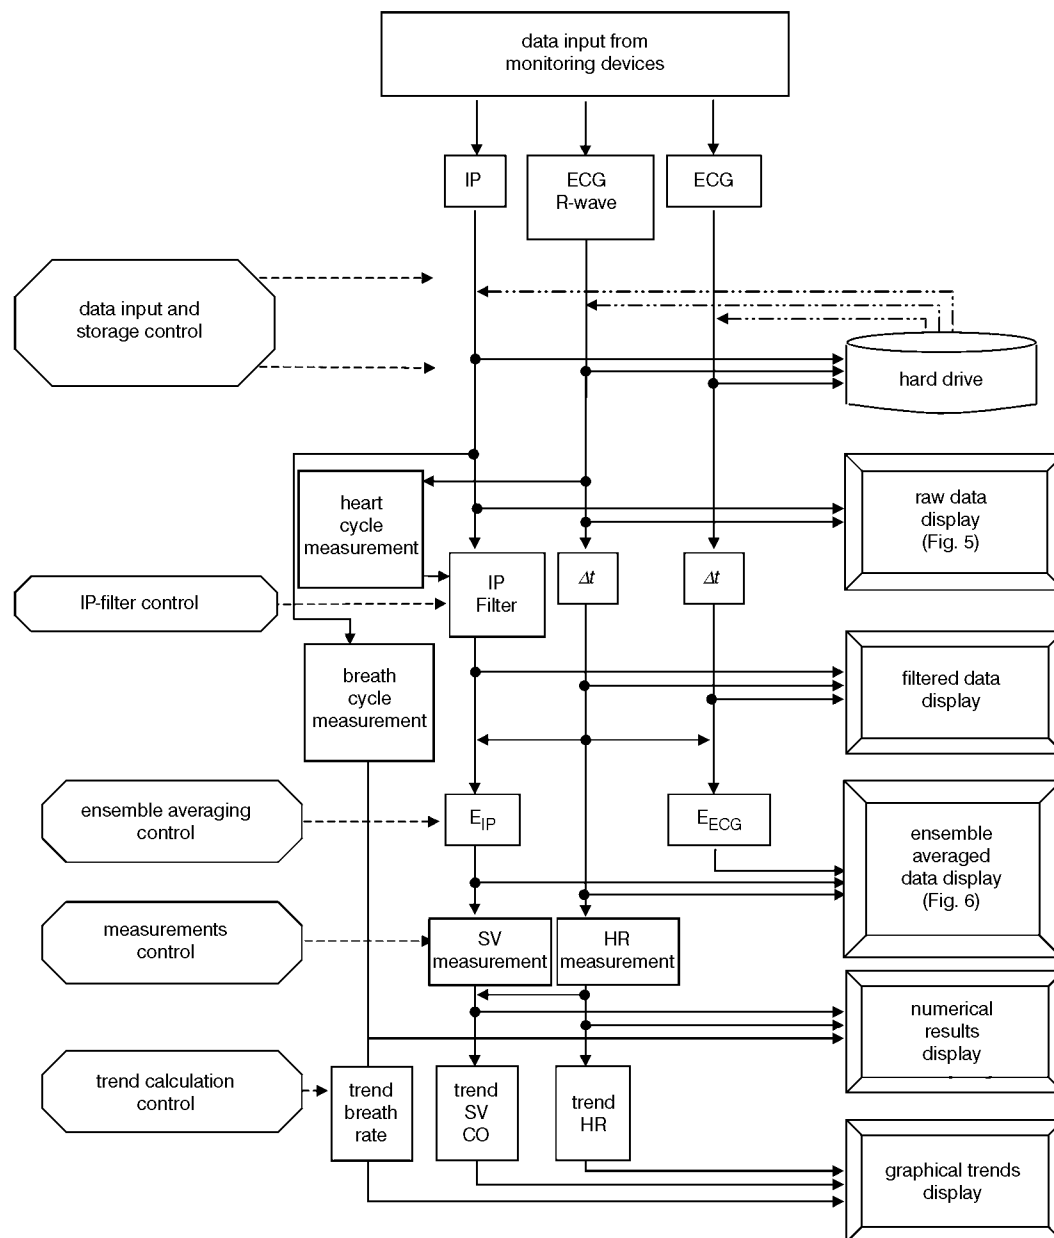 data input from
monitoring devices
IP
ECG
R-wave
ECG
data input and
storage control
hard drive
heart
cycle
measurement
raw data
display
(Fig. 5)
IP
Filter
Δt
Δt
IP-filter control
breath
cycle
measurement
filtered data
display
ensemble averaging
control
EIP
EECG
ensemble
averaged
data display
(Fig. 6)
measurements
control
SV
measurement
HR
measurement
numerical
results
display
trend calculation
control
trend
breath
rate
trend
SV
CO
trend
HR
graphical trends
display